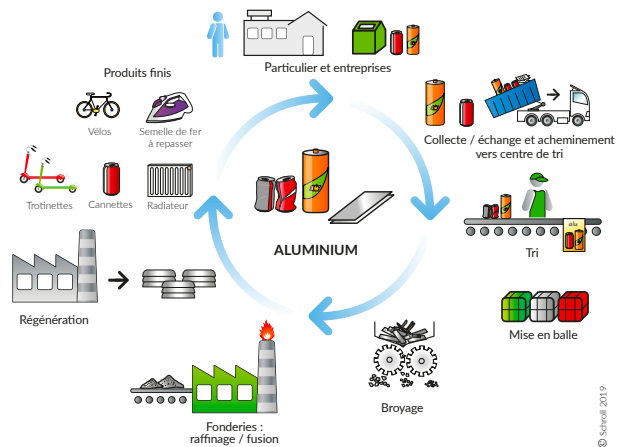 Particulier et entreprises
Produits finis
Vélos
Semelle de fer
à repasser
Trotinettes
Cannettes
Radiateur
Collecte / échange et acheminement
vers centre de tri
alu
Tri
ALUMINIUM
Mise en balle
Régénération
Broyage
Fonderies :
raffinage / fusion
© Schroll 2019